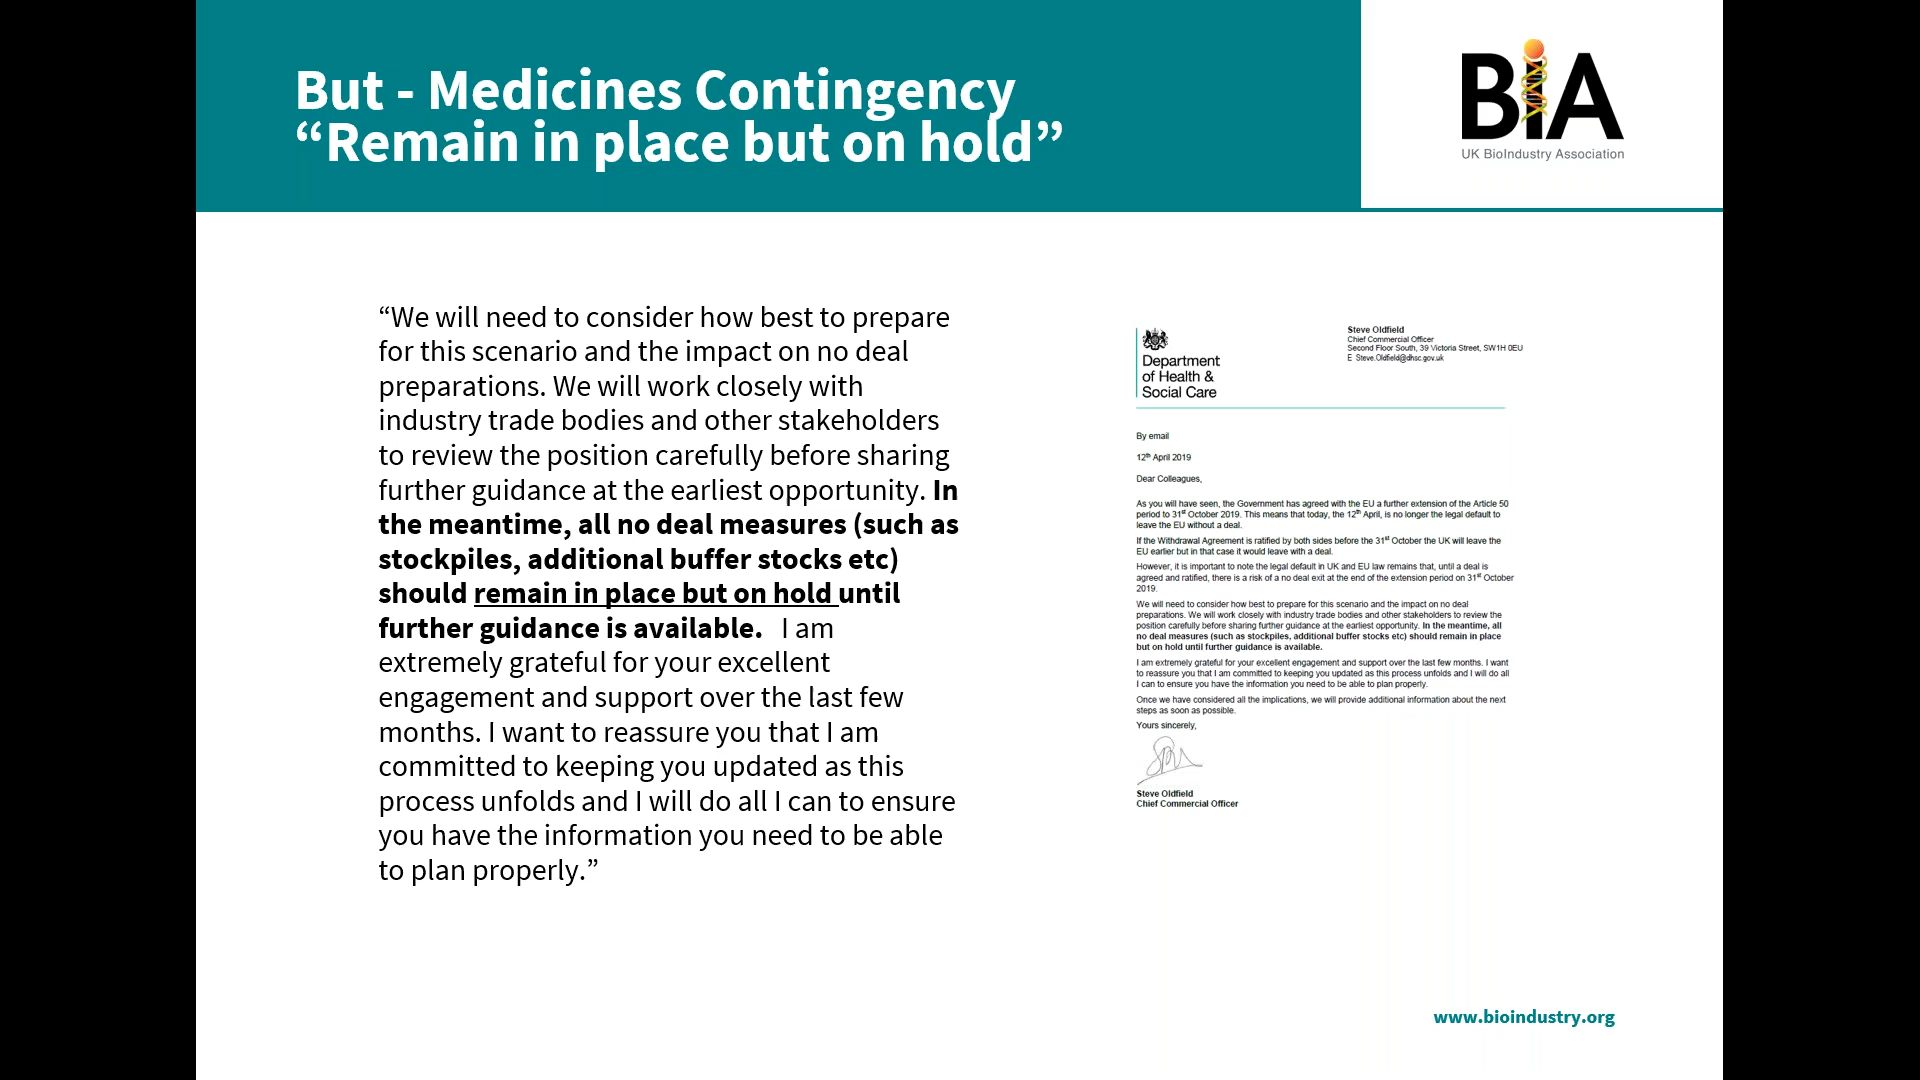 But - Medicines Contingency
“Remain in place but on hold”
BiA
UK BioIndustry Association
“We will need to consider how best to prepare
for this scenario and the impact on no deal
preparations. We will work closely with
industry trade bodies and other stakeholders
to review the position carefully before sharing
further guidance at the earliest opportunity. In
the meantime, all no deal measures (such as
stockpiles, additional buffer stocks etc)
should remain in place but on hold until
further guidance is available.   I am
extremely grateful for your excellent
engagement and support over the last few
months. I want to reassure you that I am
committed to keeping you updated as this
process unfolds and I will do all I can to ensure
you have the information you need to be able
to plan properly.”
Department
of Health &
Social Care
Steve Oldfield
Chief Commercial Officer
Second Floor South, 39 Victoria Street, SW1H 0EU
E Steve.Oldfield@dhsc.gov.uk
By email
12th April 2019
Dear Colleagues,
As you will have seen, the Government has agreed with the EU a further extension of the Article 50
period to 31st October 2019. This means that today, the 12th April, is no longer the legal default to
leave the EU without a deal.
If the Withdrawal Agreement is ratified by both sides before the 31st October the UK will leave the
EU earlier but in that case it would leave with a deal.
However, it is important to note the legal default in UK and EU law remains that, until a deal is
agreed and ratified, there is a risk of a no deal exit at the end of the extension period on 31st October
2019.
We will need to consider how best to prepare for this scenario and the impact on no deal
preparations. We will work closely with industry trade bodies and other stakeholders to review the
position carefully before sharing further guidance at the earliest opportunity. In the meantime, all
no deal measures (such as stockpiles, additional buffer stocks etc) should remain in place
but on hold until further guidance is available.
I am extremely grateful for your excellent engagement and support over the last few months. I want
to reassure you that I am committed to keeping you updated as this process unfolds and I will do all
I can to ensure you have the information you need to be able to plan properly.
Once we have considered all the implications, we will provide additional information about the next
steps as soon as possible.
Yours sincerely,
Steve Oldfield
Chief Commercial Officer
www.bioindustry.org